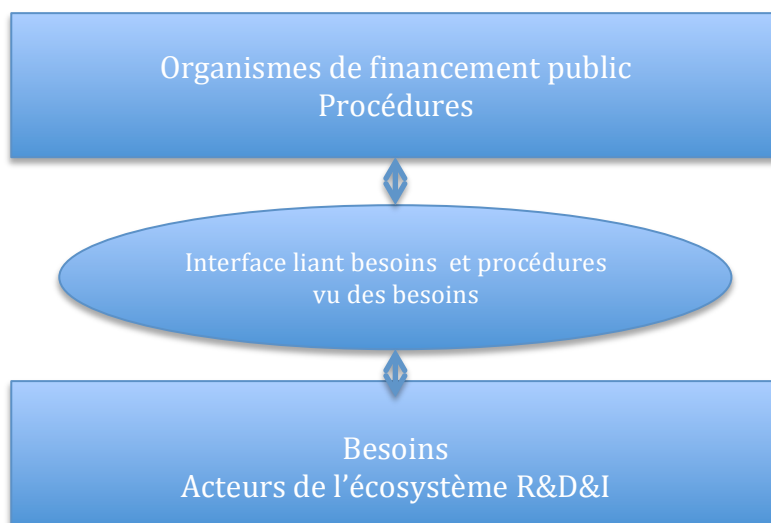 Organismes de financement public
Procédures
Interface liant besoins et procédures
vu des besoins
Besoins
Acteurs de l’écosystème R&D&I